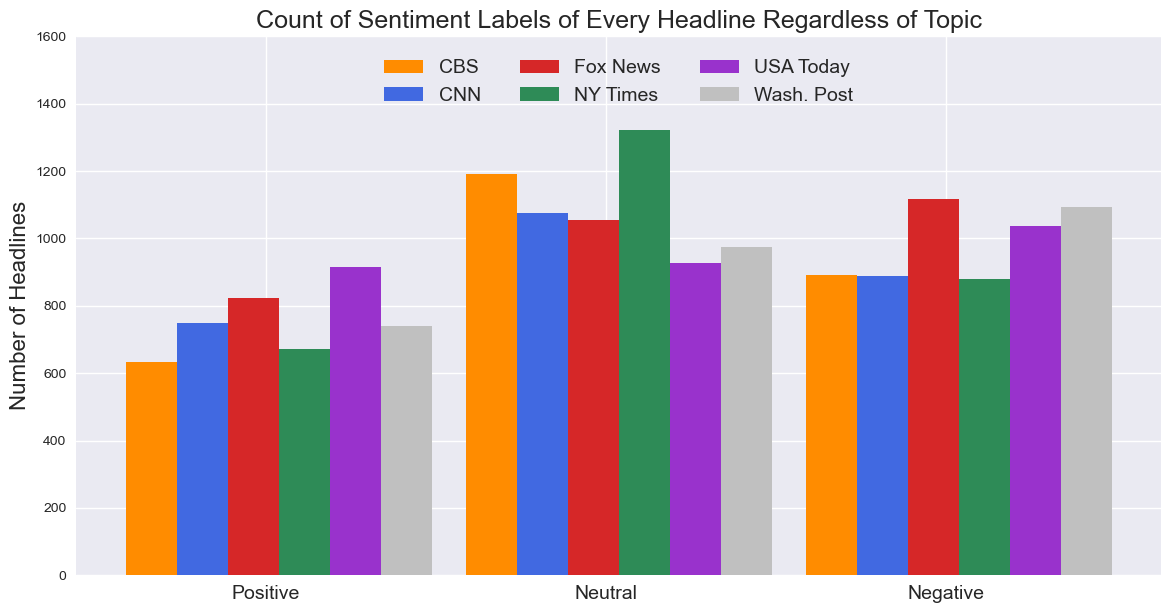 Count of Sentiment Labels of Every Headline Regardless of Topic
1600
1400
1200
1000
800
600
400
200
0
Number of Headlines
CBS
CNN
Fox News
NY Times
USA Today
Wash. Post
Positive
Neutral
Negative